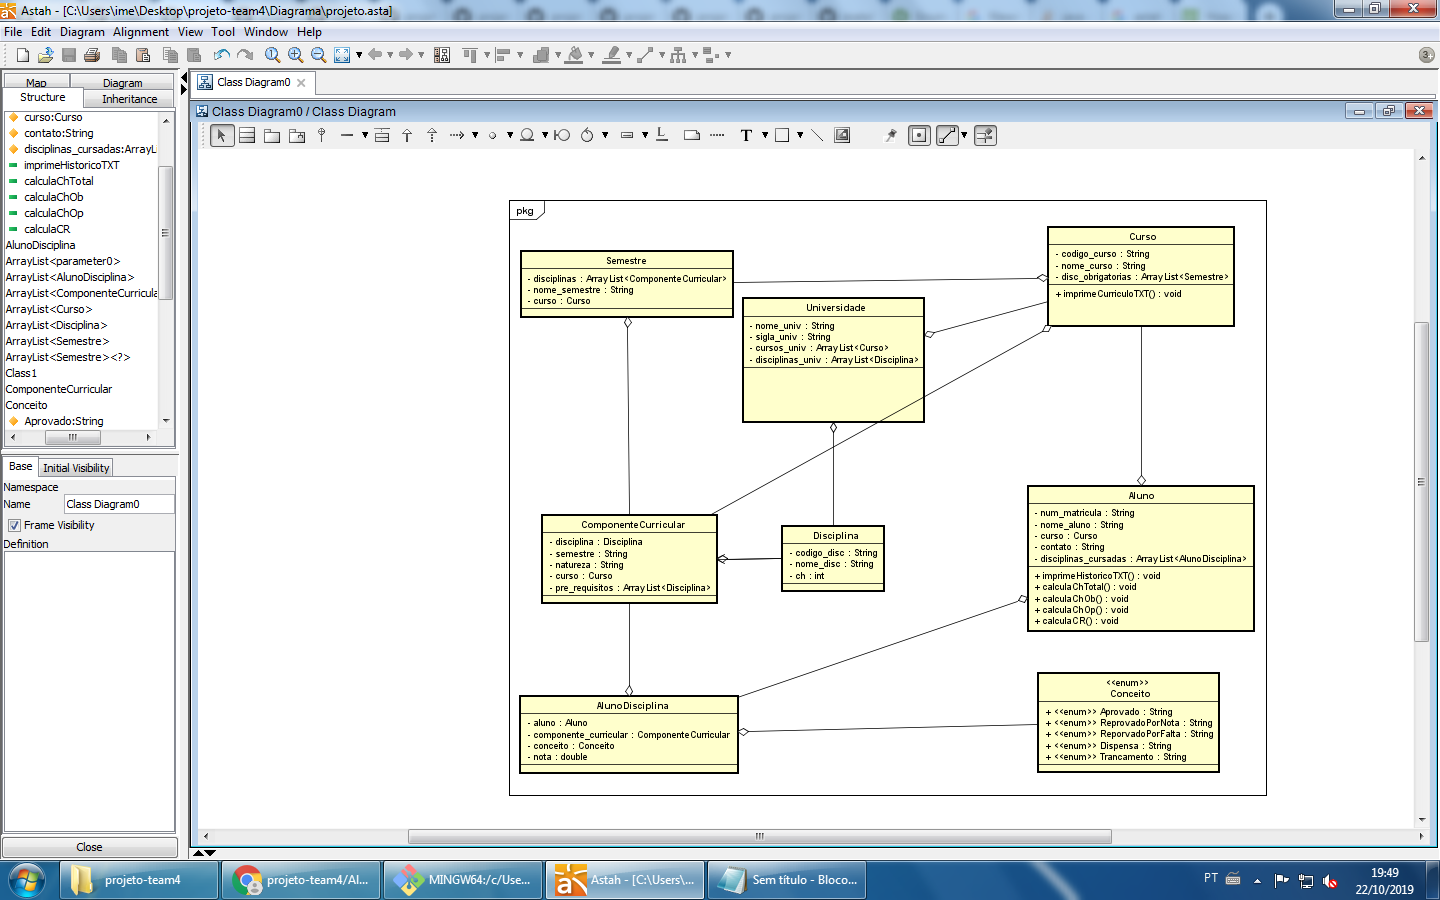 Astah - [C:\Users\ime\Desktop\projeto-team4\Diagrama\projeto.asta]
File Edit Diagram Alignment View Tool Window Help
3
Map Diagram
Structure Inheritance
curso:Curso
contato:String
disciplinas_cursadas:ArrayLi
imprimeHistoricoTXT
calculaChTotal
calculaChOb
calculaChOp
calculaCR
AlunoDisciplina
ArrayList<parameter0>
ArrayList<AlunoDisciplina>
ArrayList<ComponenteCurricula
ArrayList<Curso>
ArrayList<Disciplina>
ArrayList<Semestre>
ArrayList<Semestre><?>
Class1
ComponenteCurricular
Conceito
Aprovado:String
Base Initial Visibility
Namespace
Name Class Diagram0
Frame Visibility
Definition
Close
Class Diagram0
Class Diagram0 / Class Diagram
T
pkg
Semestre
- disciplinas : ArrayList<ComponenteCurricular>
- nome_semestre : String
- curso : Curso
Curso
- codigo_curso : String
- nome_curso : String
- disc_obrigatorias : ArrayList<Semestre>
+ imprimeCurriculoTXT() : void
Universidade
- nome_univ : String
- sigla_univ : String
- cursos_univ : ArrayList<Curso>
- disciplinas_univ : ArrayList<Disciplina>
ComponenteCurricular
- disciplina : Disciplina
- semestre : String
- natureza : String
- curso : Curso
- pre_requisitos : ArrayList<Disciplina>
Disciplina
- codigo_disc : String
- nome_disc : String
- ch : int
Aluno
- num_matricula : String
- nome_aluno : String
- curso : Curso
- contato : String
- disciplinas_cursadas : ArrayList<AlunoDisciplina>
+ imprimeHistoricoTXT() : void
+ calculaChTotal() : void
+ calculaChOb() : void
+ calculaChOp() : void
+ calculaCR() : void
AlunoDisciplina
- aluno : Aluno
- componente_curricular : ComponenteCurricular
- conceito : Conceito
- nota : double
<<enum>>
Conceito
+ <<enum>> Aprovado : String
+ <<enum>> ReprovadoPorNota : String
+ <<enum>> ReporvadoPorFalta : String
+ <<enum>> Dispensa : String
+ <<enum>> Trancamento : String
projeto-team4
projeto-team4/Al...
MINGW64:/c/Use...
Astah - [C:\Users\...
Sem título - Bloco...
PT
19:49
22/10/2019